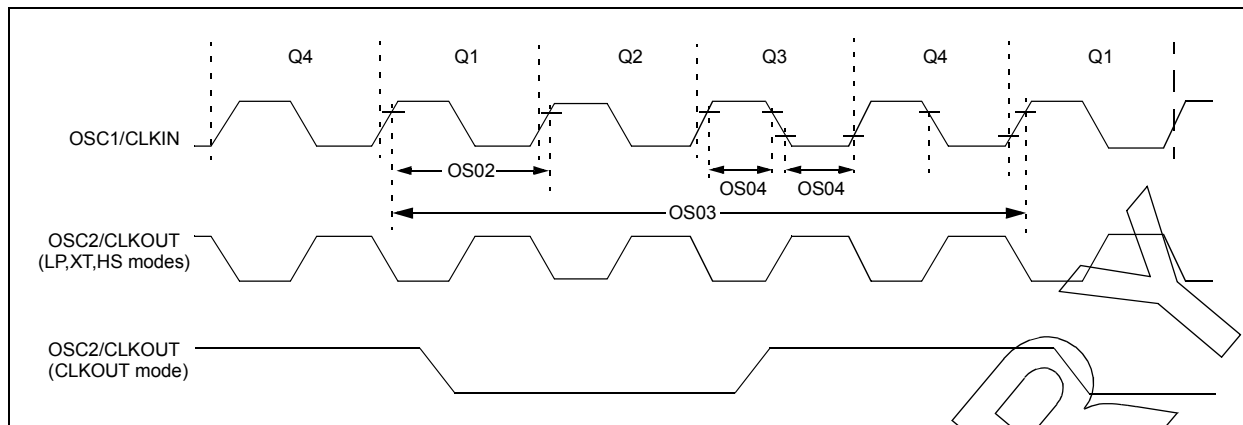 Q4 Q1 Q2 Q3 Q4 Q1
OSC1/CLKIN
OS02
OS04 OS04
OS03
OSC2/CLKOUT
(LP,XT,HS modes)
OSC2/CLKOUT
(CLKOUT mode)
Y
R